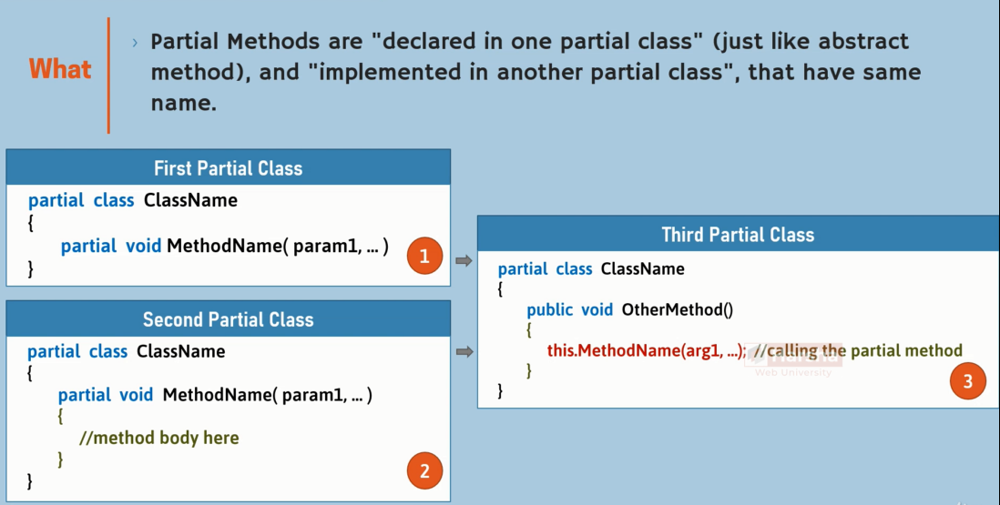 What
› Partial Methods are "declared in one partial class" (just like abstract
method), and "implemented in another partial class", that have same
name.
First Partial Class
partial class ClassName
{
partial void MethodName( param1, ... )
}
1
Second Partial Class
partial class ClassName
{
partial void MethodName( param1, ... )
{
//method body here
}
}
2
Third Partial Class
partial class ClassName
{
public void OtherMethod()
{
this.MethodName(arg1, ...); //calling the partial method
}
}
Web University
3